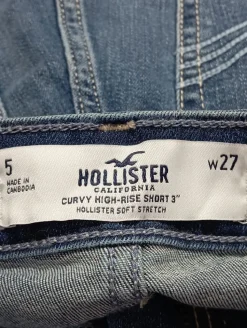 5
MADE IN
CAMBODIA
HOLLISTER
CALIFORNIA
W27
CURVY HIGH-RISE SHORT 3"
HOLLISTER SOFT STRETCH